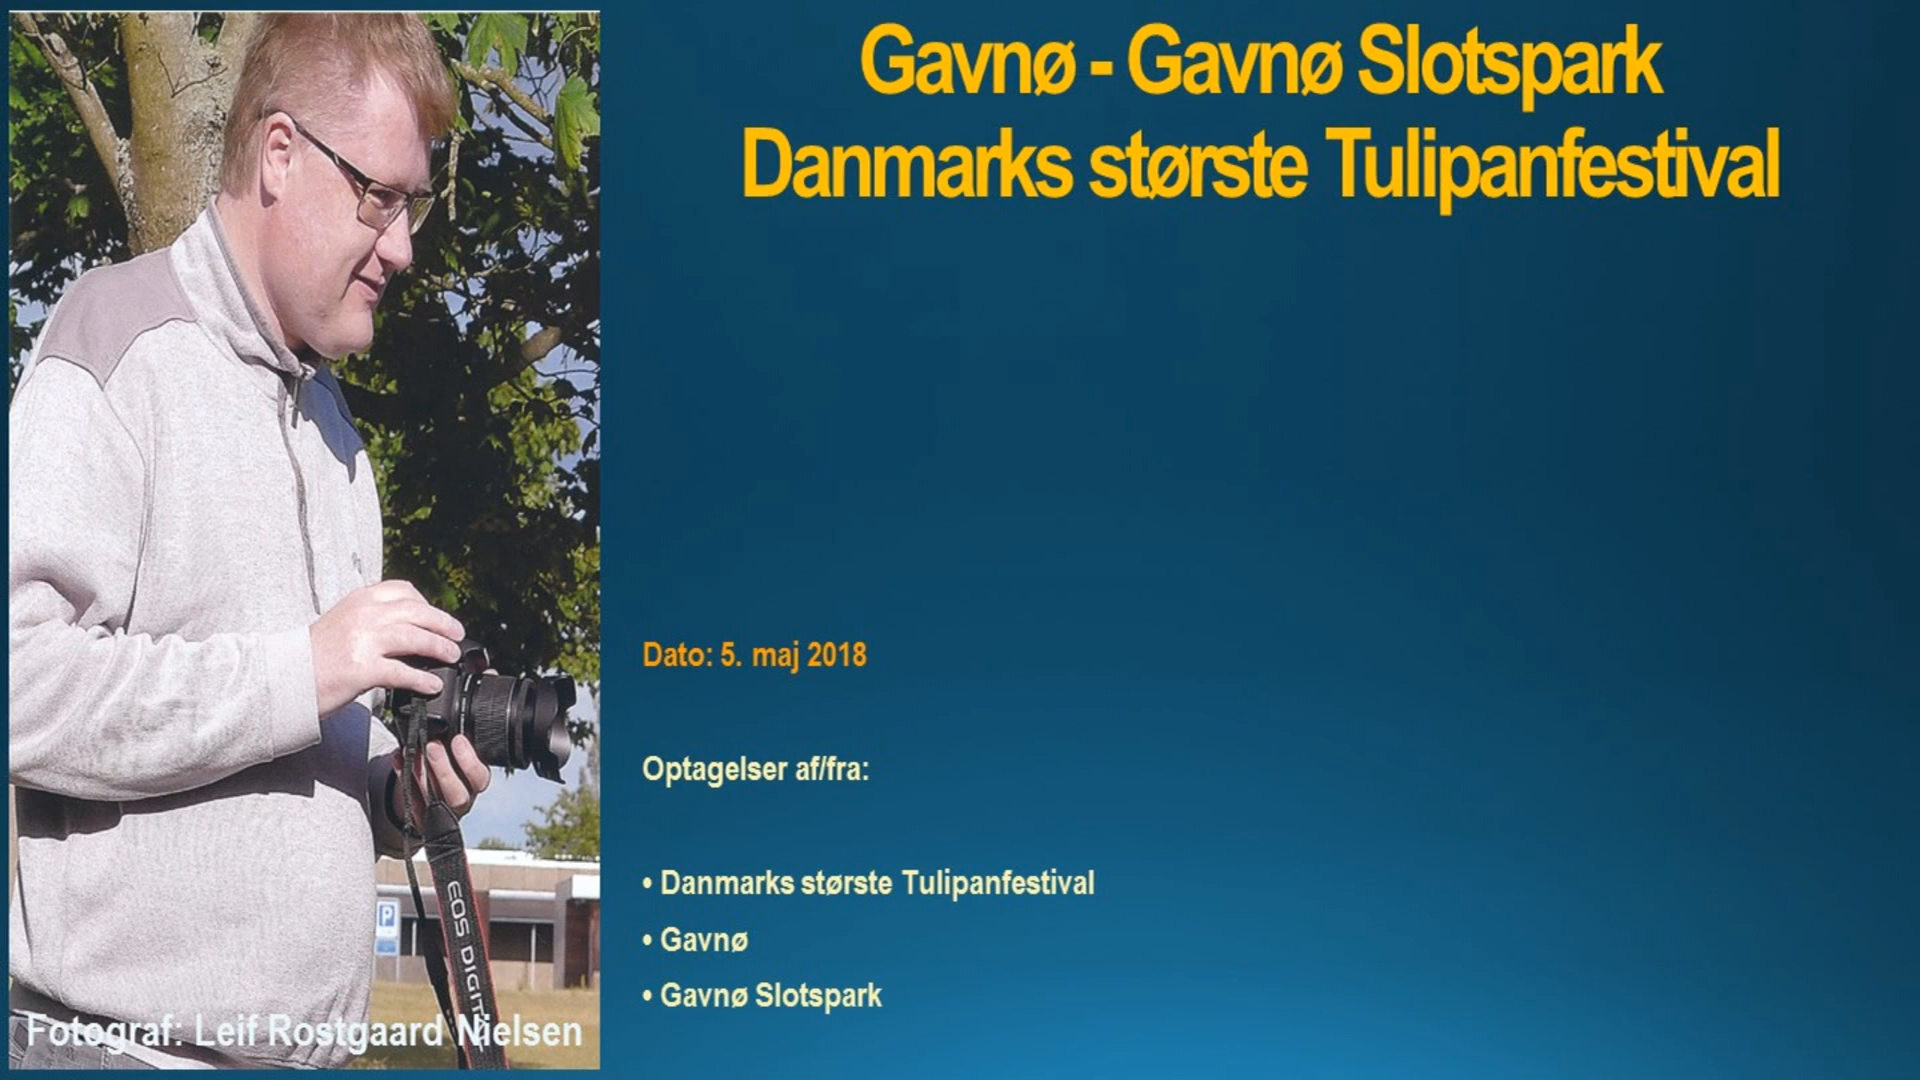 Gavnø - Gavnø Slotspark
Danmarks største Tulipanfestival
Dato: 5. maj 2018
Optagelser af/fra:
• Danmarks største Tulipanfestival
• Gavnø
• Gavnø Slotspark
P
EOS DIGIT
Fotograf: Leif Rostgaard Nielsen